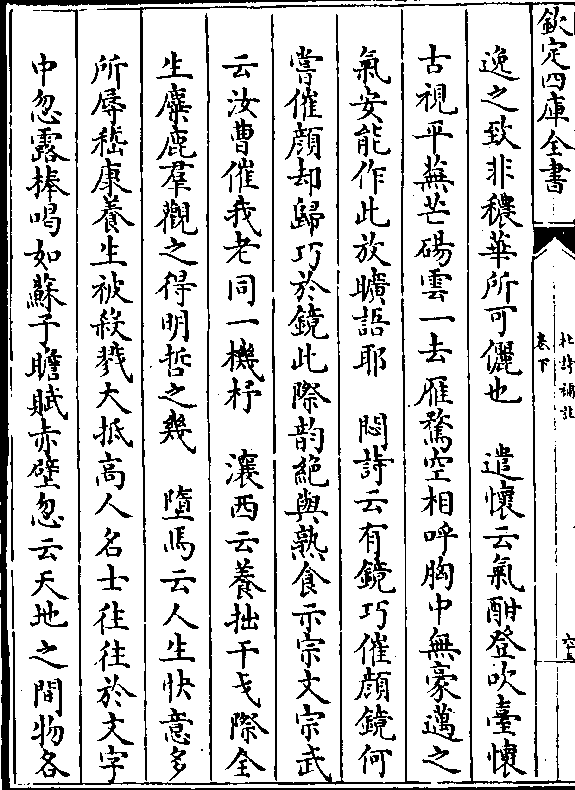 欽定四庫全書
杜詩攟
卷下
逸之致非穠華所可儷也　遣懷云氣酣登吹臺懷
古視平蕪芒碭雲一去雁鶩空相呼胸中無豪邁之
氣安能作此放曠語耶　悶詩云有鏡巧催顔鏡何
嘗催顔却歸巧於鏡此際韵絶與熟食示宗文宗武
云汝曹催我老同一機杼　瀼西云養拙干戈際全
生麋鹿羣觀之得明哲之幾　墮馬云人生快意多
所辱嵇康養生被殺戮大抵髙人名士往往於文字
中忽露棒喝如蘇子瞻賦赤壁忽云天地之間物各